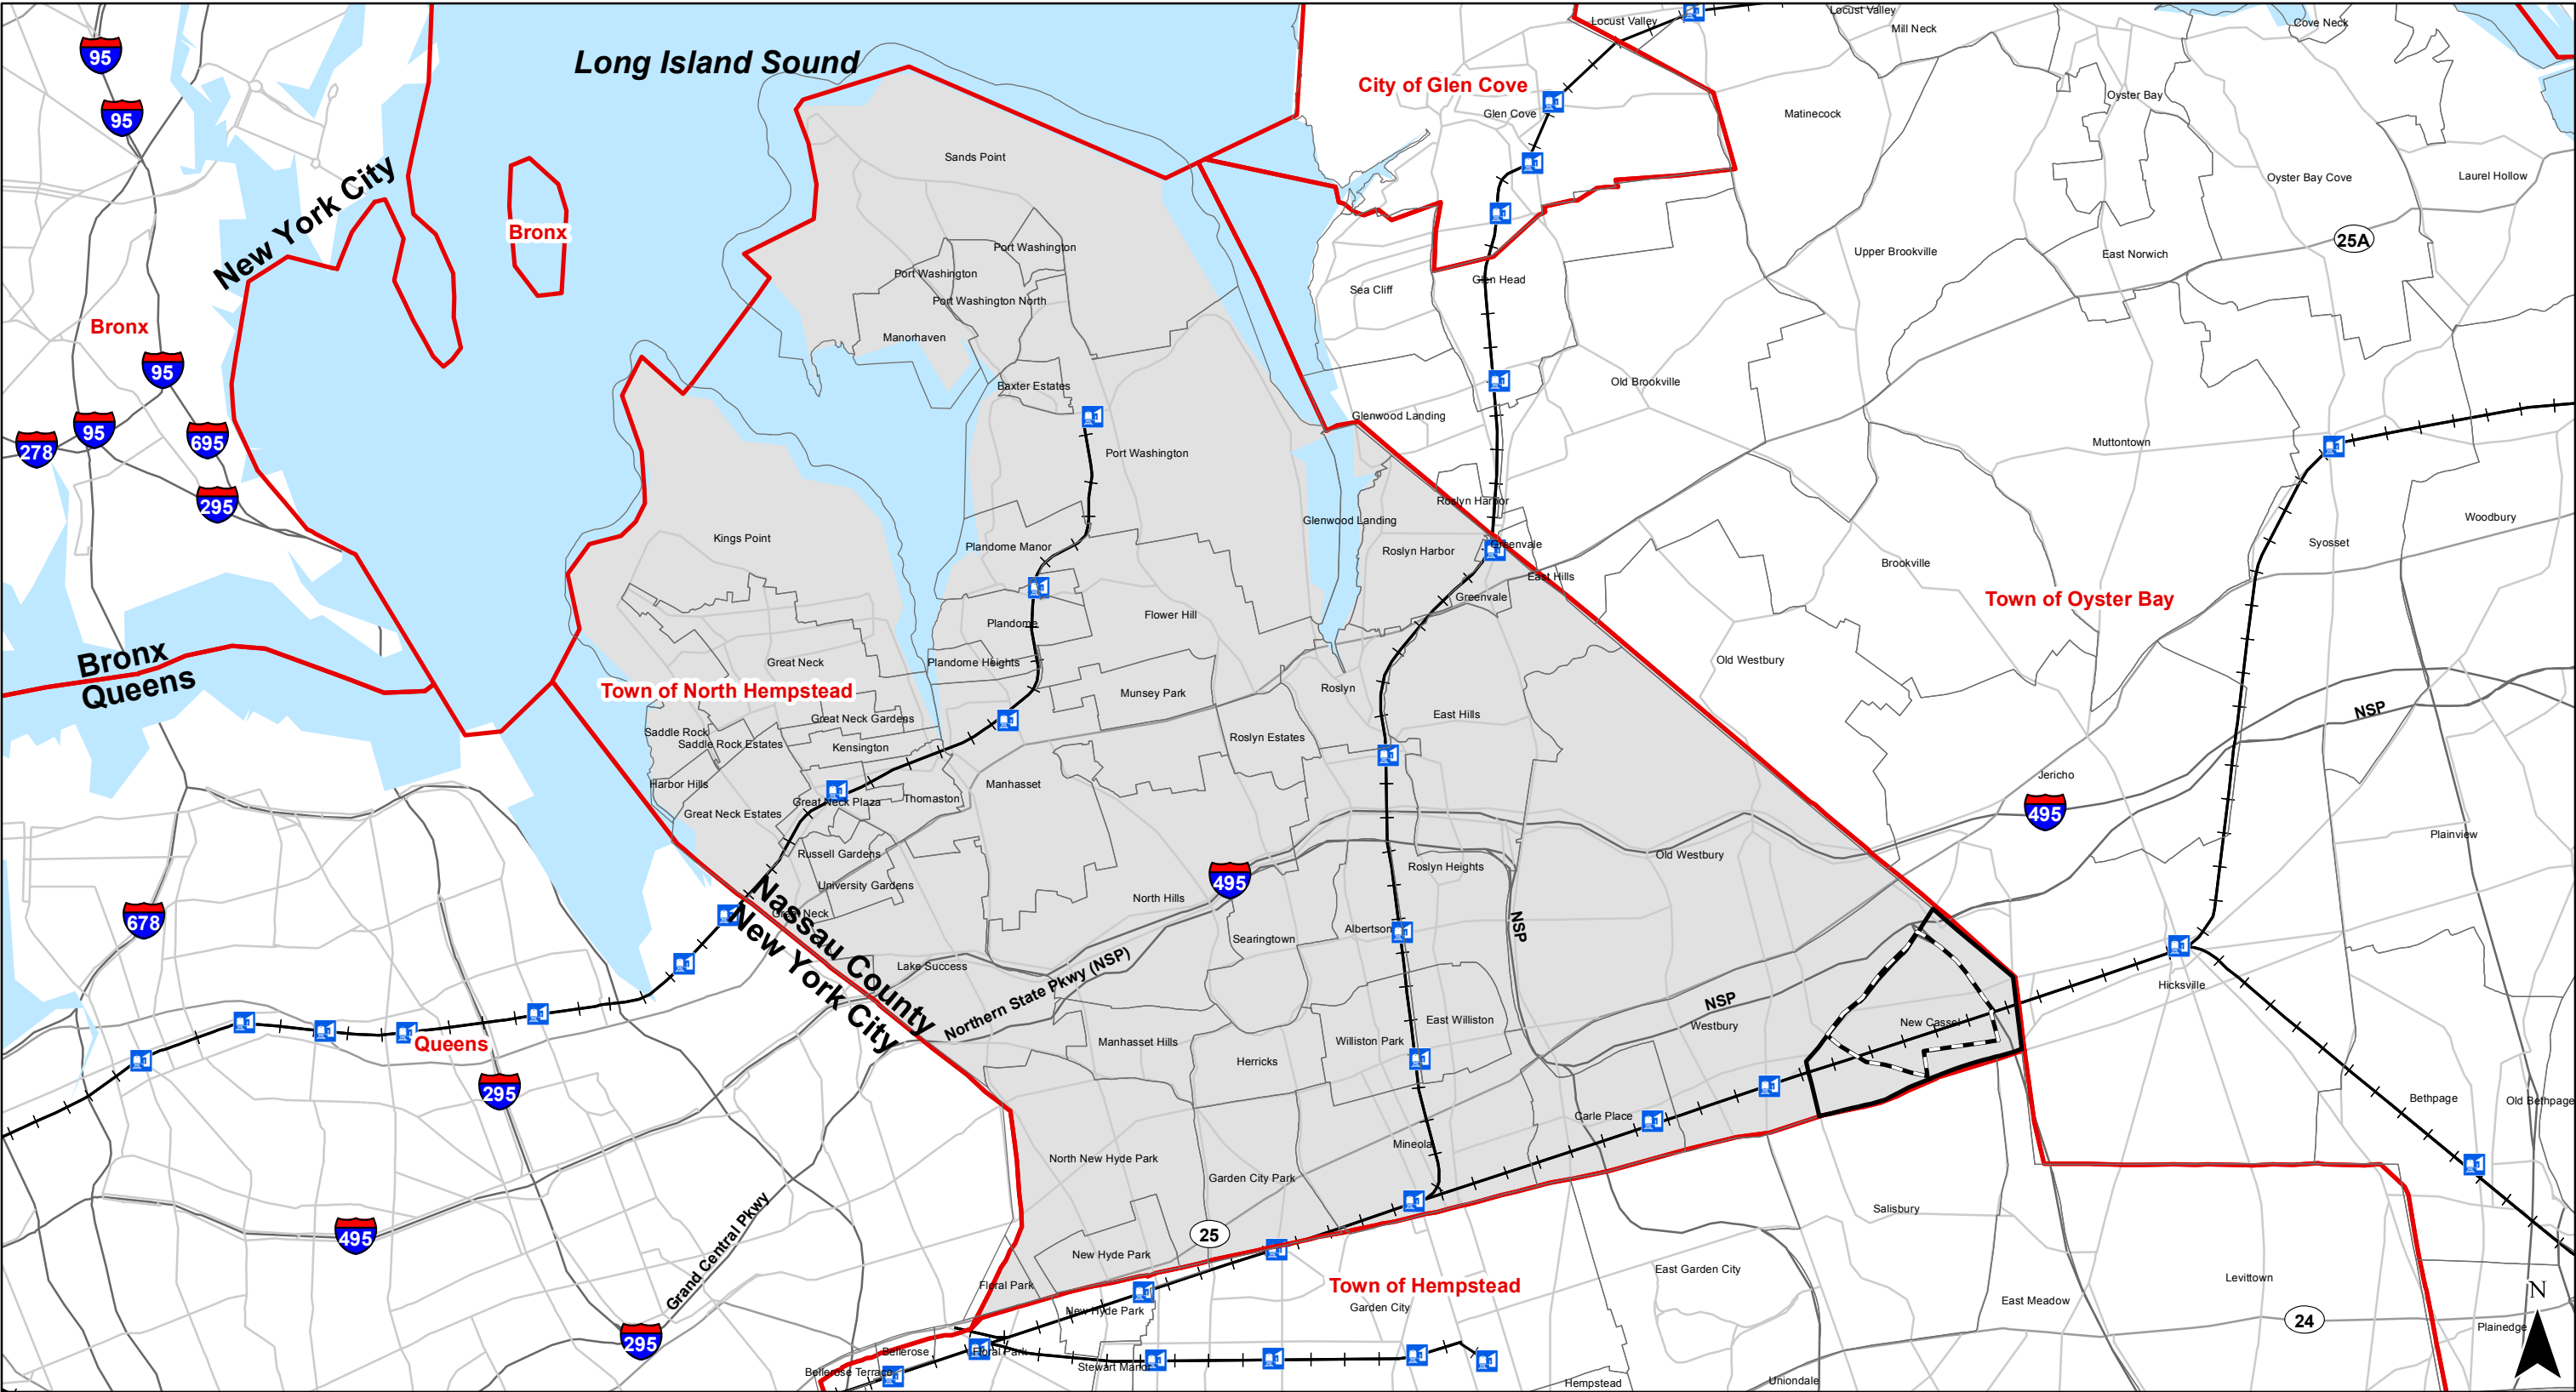 Long Island Sound
Locust Valley
Locust Valley
Mill Neck
Cove Neck
95
City of Glen Cove
Glen Cove
Matinecock
Oyster Bay
95
Sands Point
New York City
Oyster Bay Cove
Laurel Hollow
Bronx
Port Washington
Port Washington
Port Washington North
Manorhaven
Sea Cliff
Glen Head
Upper Brookville
East Norwich
25A
Bronx
95
Baxter Estates
Old Brookville
Glenwood Landing
278
95
695
295
Port Washington
Muttontown
Roslyn Harbor
Glenwood Landing
Woodbury
Kings Point
Plandome Manor
Roslyn Harbor
Greenvale
Syosset
Brookville
East Hills
Greenvale
Town of Oyster Bay
Flower Hill
Plandome
Bronx
Queens
Great Neck
Plandome Heights
Old Westbury
Town of North Hempstead
Munsey Park
Roslyn
Great Neck Gardens
East Hills
NSP
Saddle Rock
Saddle Rock Estates
Kensington
Roslyn Estates
Harbor Hills
Manhasset
Jericho
Great Neck Plaza
Thomaston
Great Neck Estates
495
Plainview
Russell Gardens
Old Westbury
University Gardens
495
Roslyn Heights
North Hills
678
Great Neck
Nassau County
New York City
Albertson
NSP
Searingtown
Lake Success
Northern State Pkwy (NSP)
Hicksville
NSP
Queens
East Williston
Westbury
New Cassel
Manhasset Hills
Williston Park
Herricks
295
Bethpage
Old Bethpage
Carle Place
Mineola
North New Hyde Park
Garden City Park
Salisbury
495
25
Grand Central Pkwy
New Hyde Park
East Garden City
Levittown
Floral Park
Town of Hempstead
East Meadow
N
New Hyde Park
Garden City
24
Plainedge
295
Bellerose
Floral Park
Stewart Manor
Bellerose Terrace
Hempstead
Uniondale